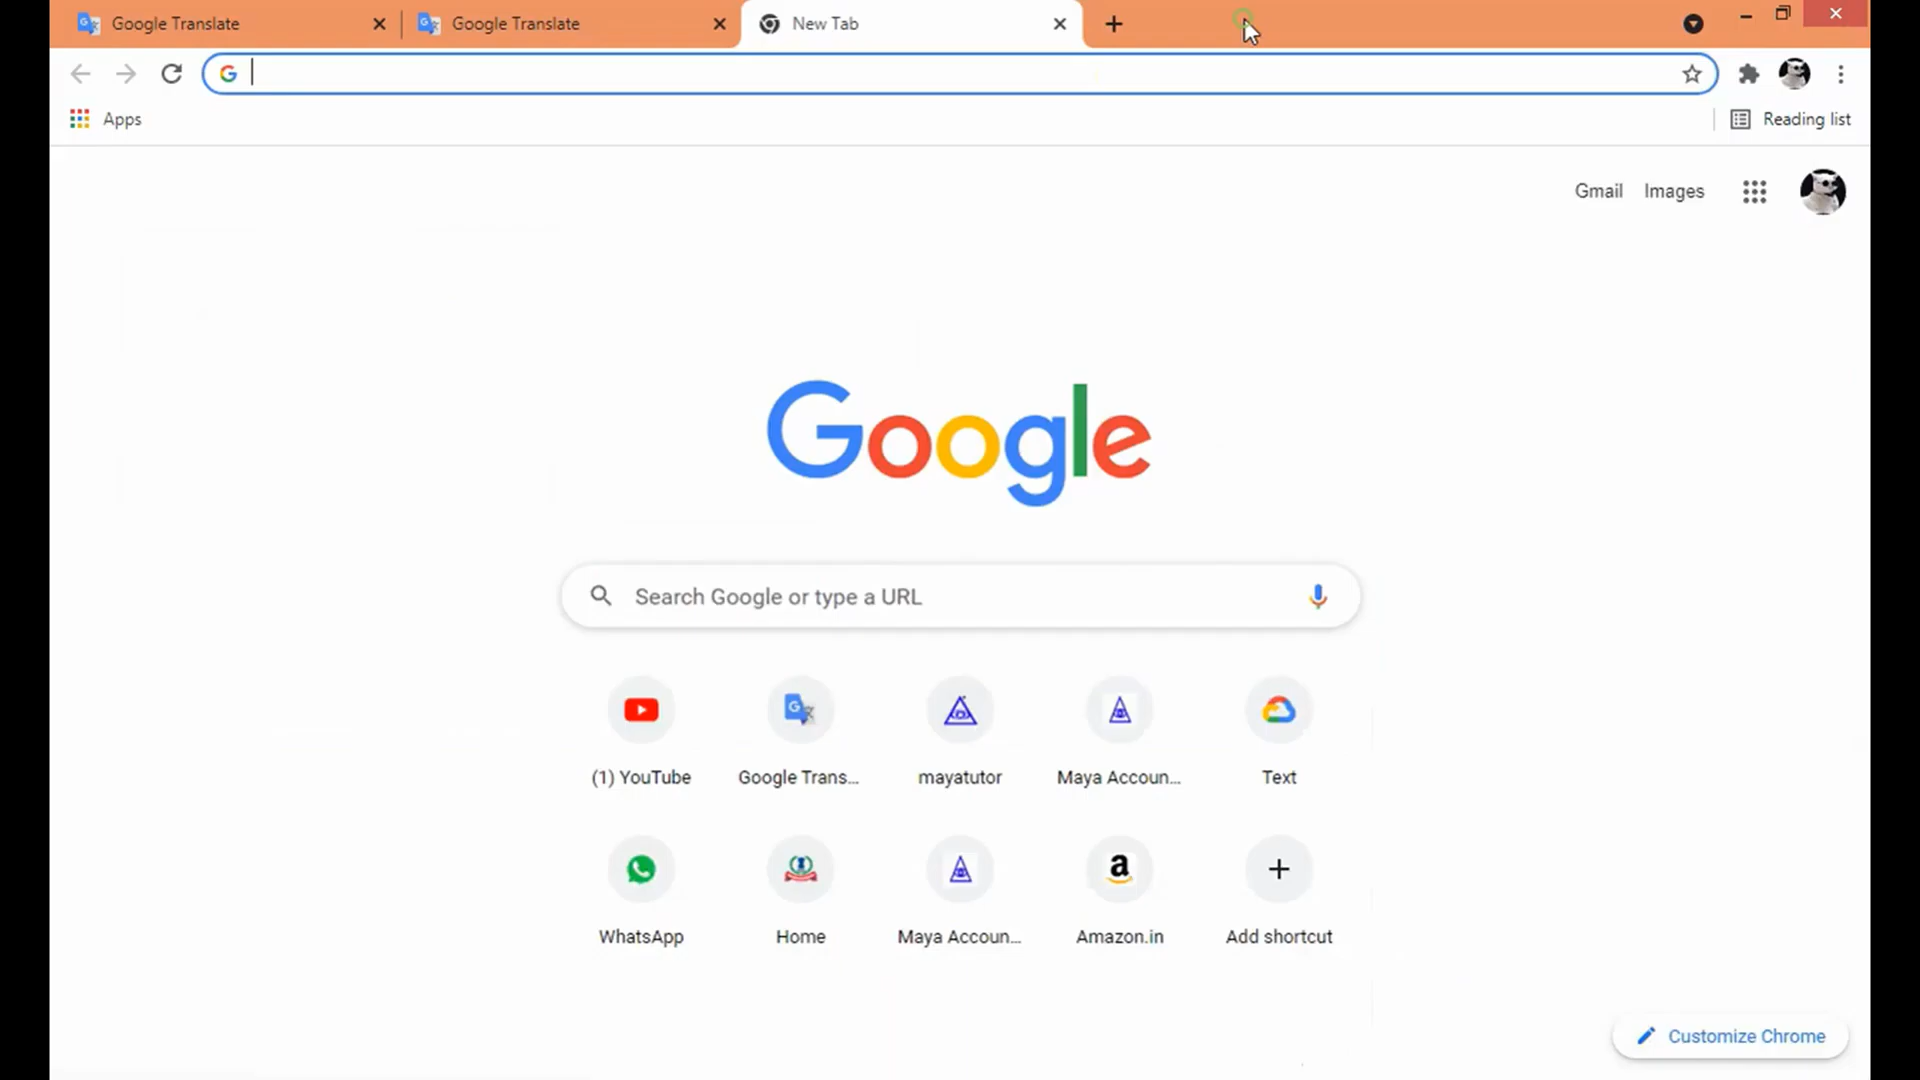 Google Translate
Google Translate
New Tab
Apps
Reading list
Gmail Images
Google
Search Google or type a URL
(1) YouTube
Google Trans...
mayatutor
Maya Accoun...
Text
WhatsApp
Home
Maya Accoun...
Amazon.in
Add shortcut
Customize Chrome